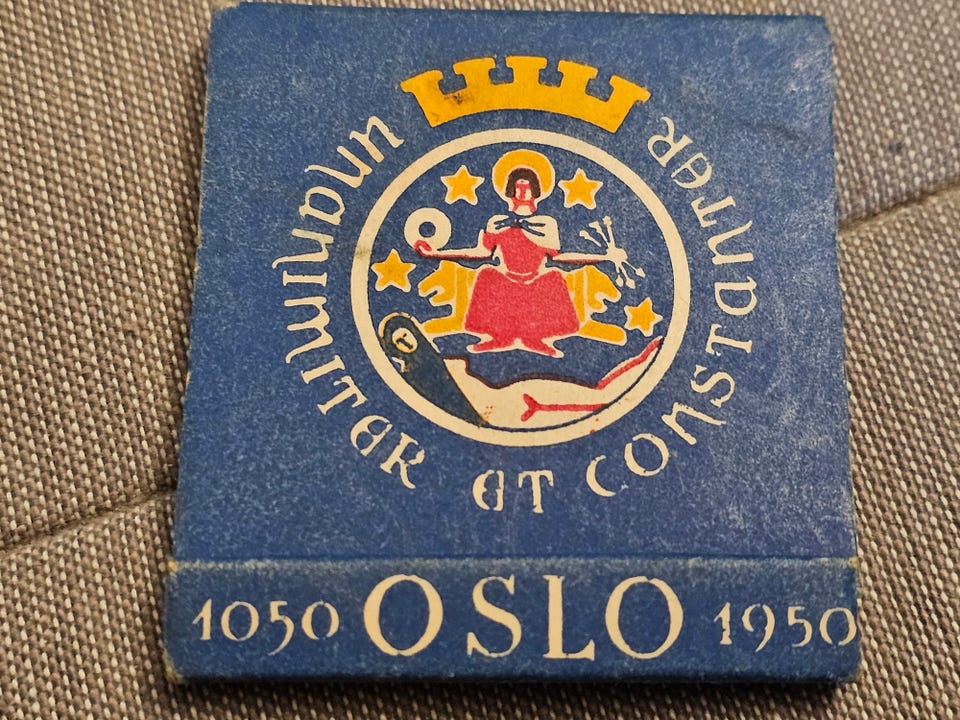 UNANIMITER ET CONSTANTER
1050 OSLO 1950